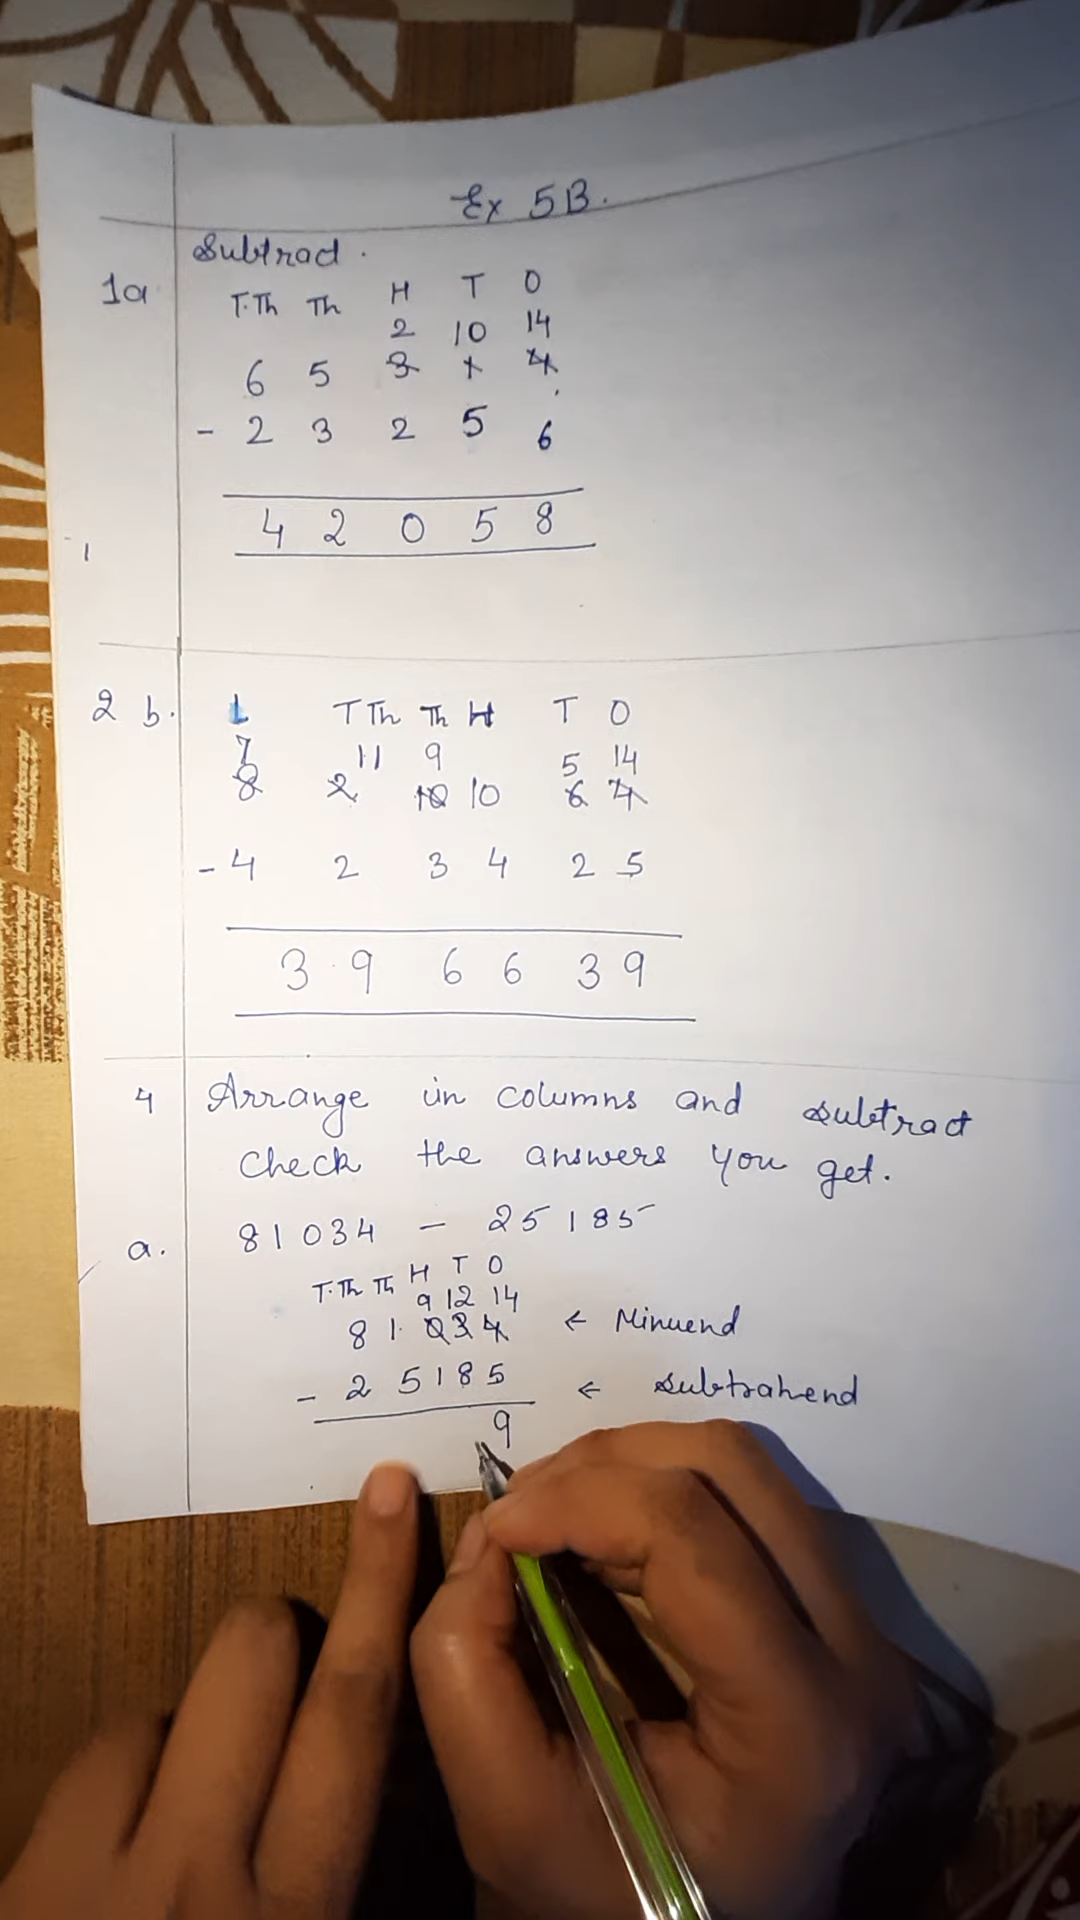 Ex 5B.
Subtract.
1a T.Th Th H T O
2 10 14
6 5 3 1 4
- 2 3 2 5 6
4 2 0 5 8
2 b. L T Th Th H T O
7 11 9 5 14
8 2 10 10 6 4
- 4 2 3 4 2 5
3 9 6 6 3 9
4 Arrange in columns and subtract
check the answers you get.
a. 81034 - 25185
T.Th Th H T O
9 12 14
8 1 0 3 4 ← Minuend
- 2 5 1 8 5 ← Subtrahend
9